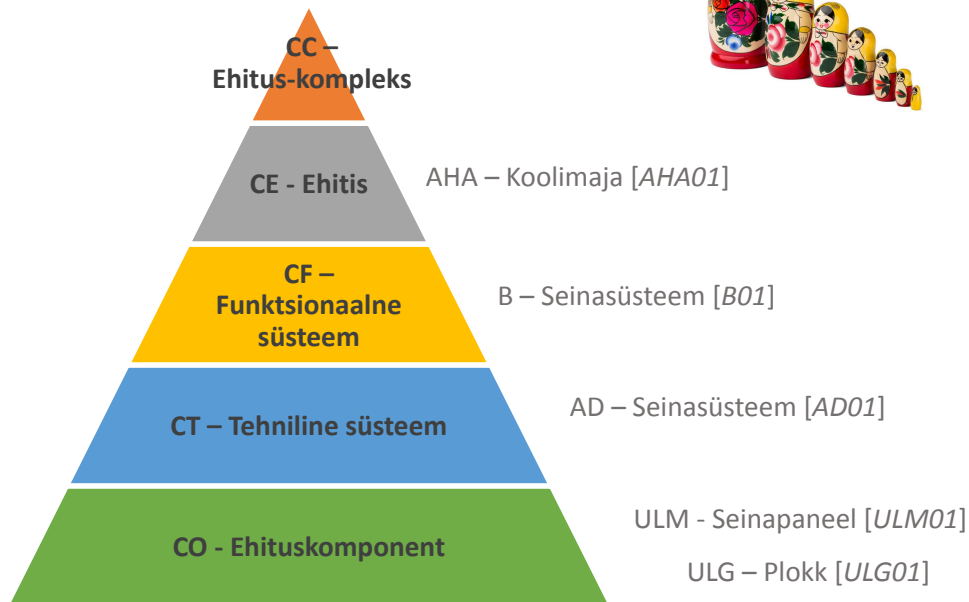 CC –
Ehitus-kompleks
CE - Ehitis
AHA – Koolimaja [AHA01]
CF –
Funktsionaalne
süsteem
B – Seinasüsteem [B01]
CT – Tehniline süsteem
AD – Seinasüsteem [AD01]
CO - Ehituskomponent
ULM - Seinapaneel [ULM01]
ULG – Plokk [ULG01]